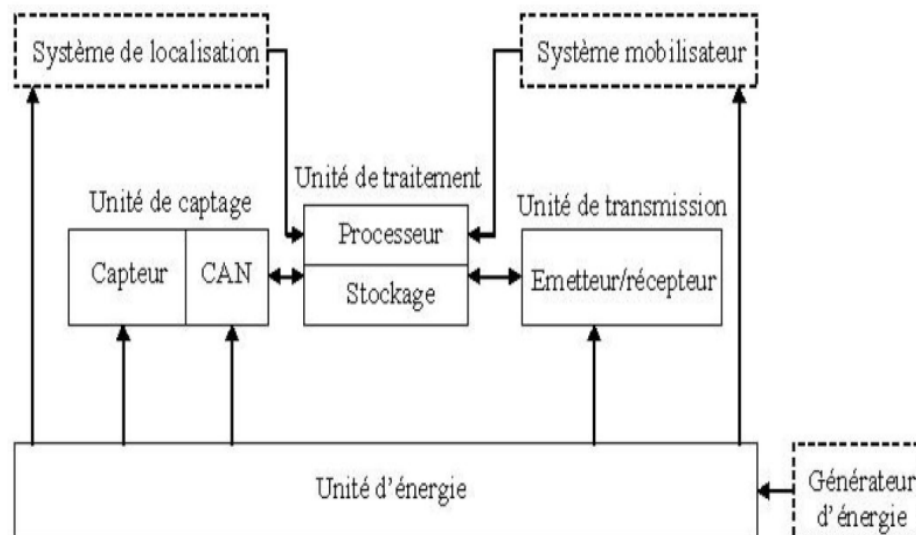 Système de localisation
Système mobilisateur
Unité de traitement
Unité de captage
Unité de transmission
Processeur
Capteur
CAN
Emetteur/récepteur
Stockage
Unité d'énergie
Générateur
d'énergie